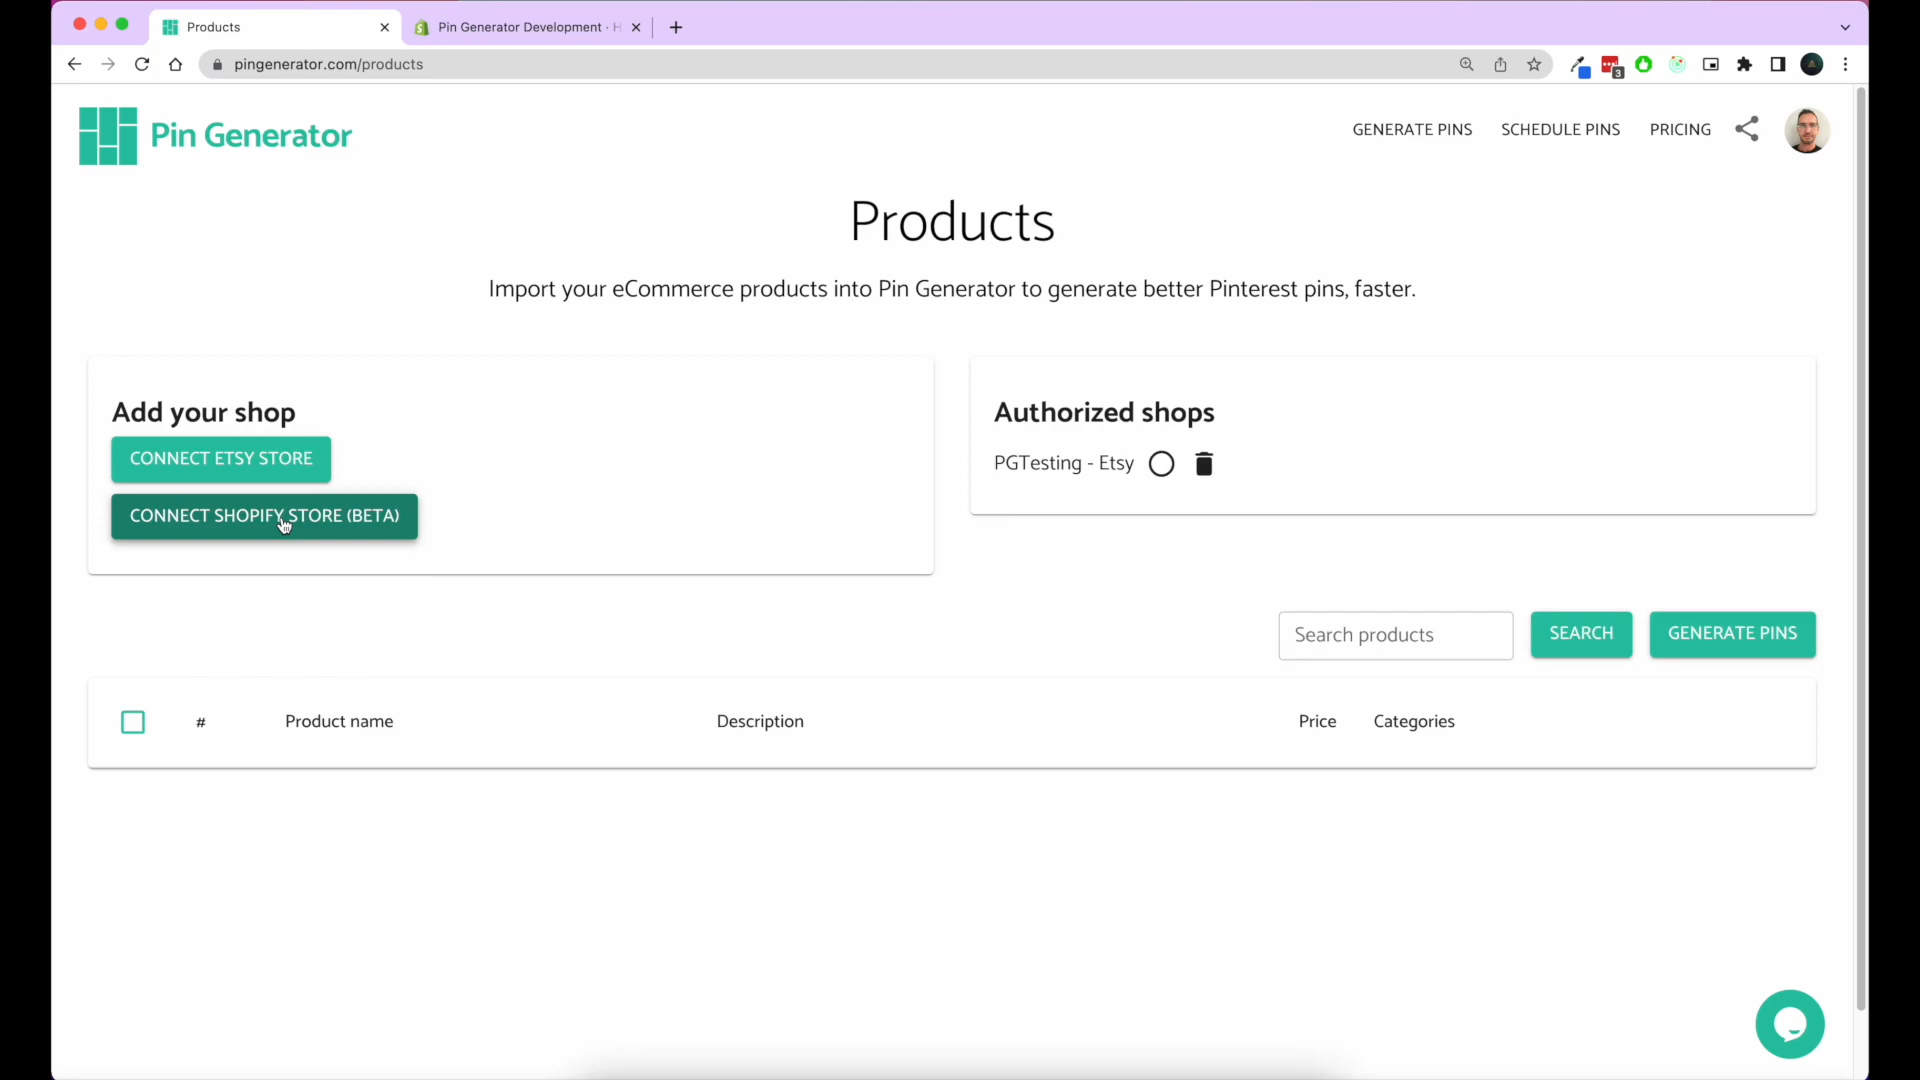 Products
Pin Generator Development · H
pingenerator.com/products
3
Pin Generator
GENERATE PINS
SCHEDULE PINS
PRICING
Products
Import your eCommerce products into Pin Generator to generate better Pinterest pins, faster.
Add your shop
CONNECT ETSY STORE
CONNECT SHOPIFY STORE (BETA)
Authorized shops
PGTesting - Etsy
Search products
SEARCH
GENERATE PINS
# Product name Description Price Categories